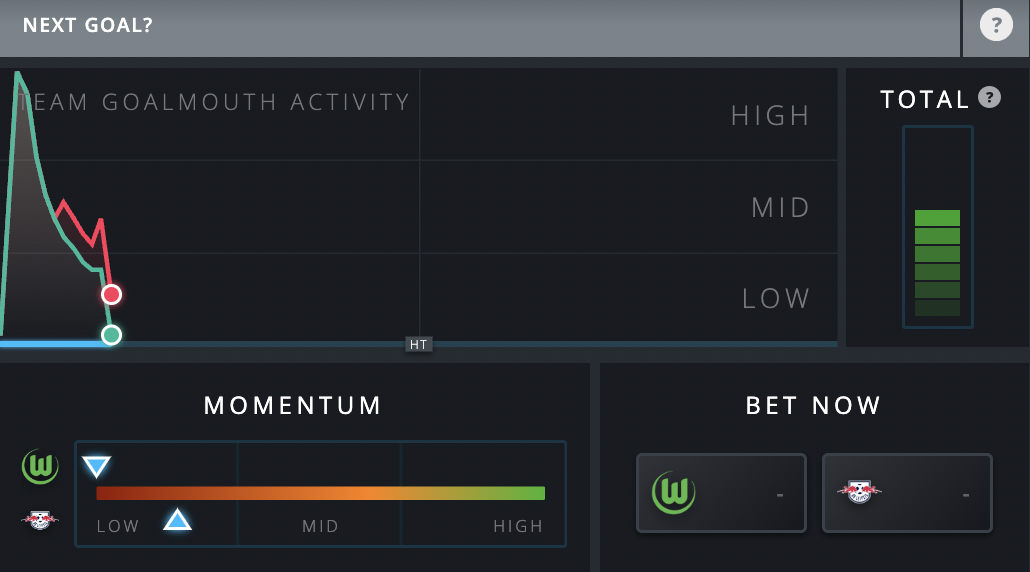 NEXT GOAL?
?
TEAM GOALMOUTH ACTIVITY
HIGH
MID
LOW
HT
TOTAL ?
MOMENTUM
LOW MID HIGH
BET NOW
-
-